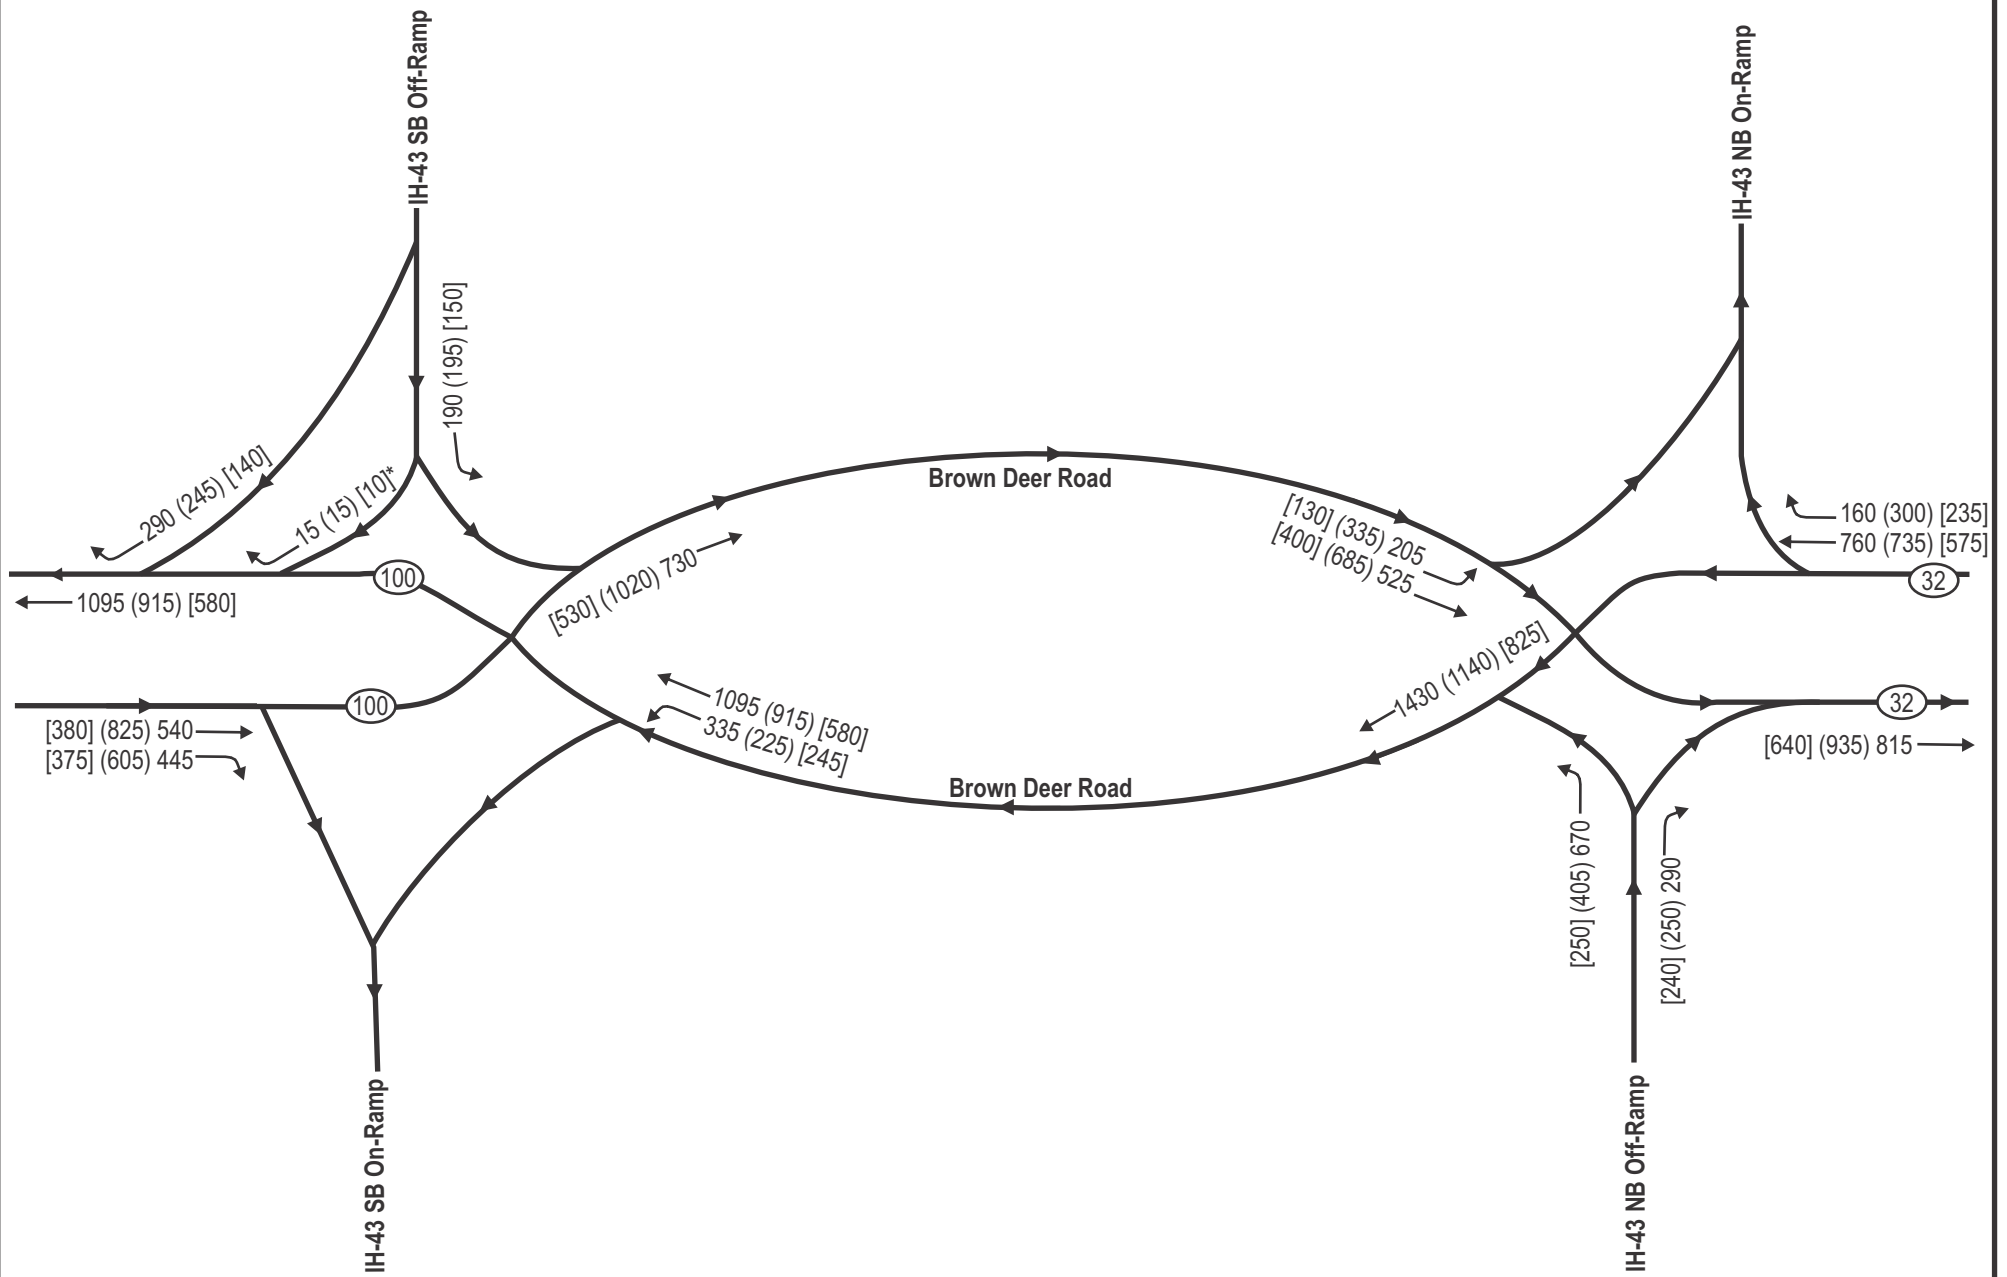 IH-43 SB Off-Ramp
IH-43 NB On-Ramp
190 (195) [150]
290 (245) [140]
15 (15) [10]*
Brown Deer Road
[130] (335) 205
[400] (685) 525
160 (300) [235]
760 (735) [575]
100
32
1095 (915) [580]
[530] (1020) 730
1430 (1140) [825]
100
32
[380] (825) 540
[375] (605) 445
1095 (915) [580]
335 (225) [245]
[640] (935) 815
Brown Deer Road
[250] (405) 670
[240] (250) 290
IH-43 SB On-Ramp
IH-43 NB Off-Ramp